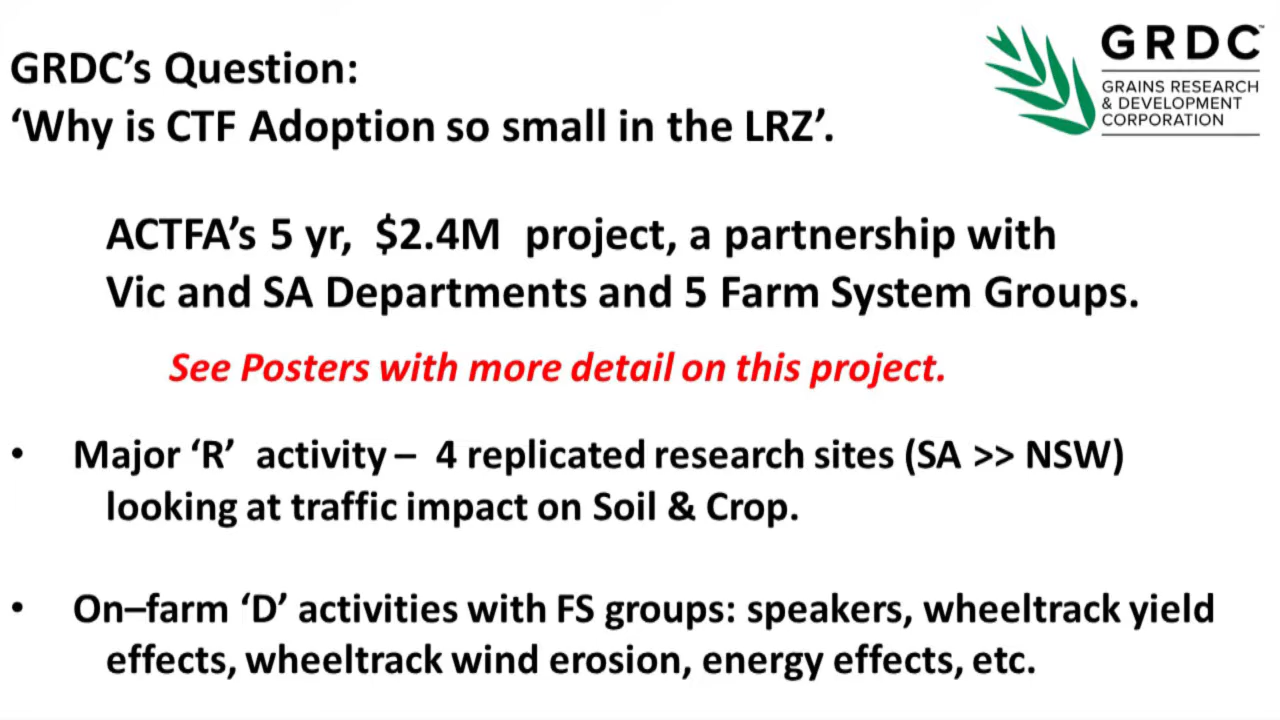 GRDC's Question:
'Why is CTF Adoption so small in the LRZ'.
GRDC™
GRAINS RESEARCH
& DEVELOPMENT
CORPORATION
ACTFA's 5 yr, $2.4M project, a partnership with
Vic and SA Departments and 5 Farm System Groups.
See Posters with more detail on this project.
• Major 'R' activity – 4 replicated research sites (SA >> NSW)
looking at traffic impact on Soil & Crop.
• On–farm 'D' activities with FS groups: speakers, wheeltrack yield
effects, wheeltrack wind erosion, energy effects, etc.